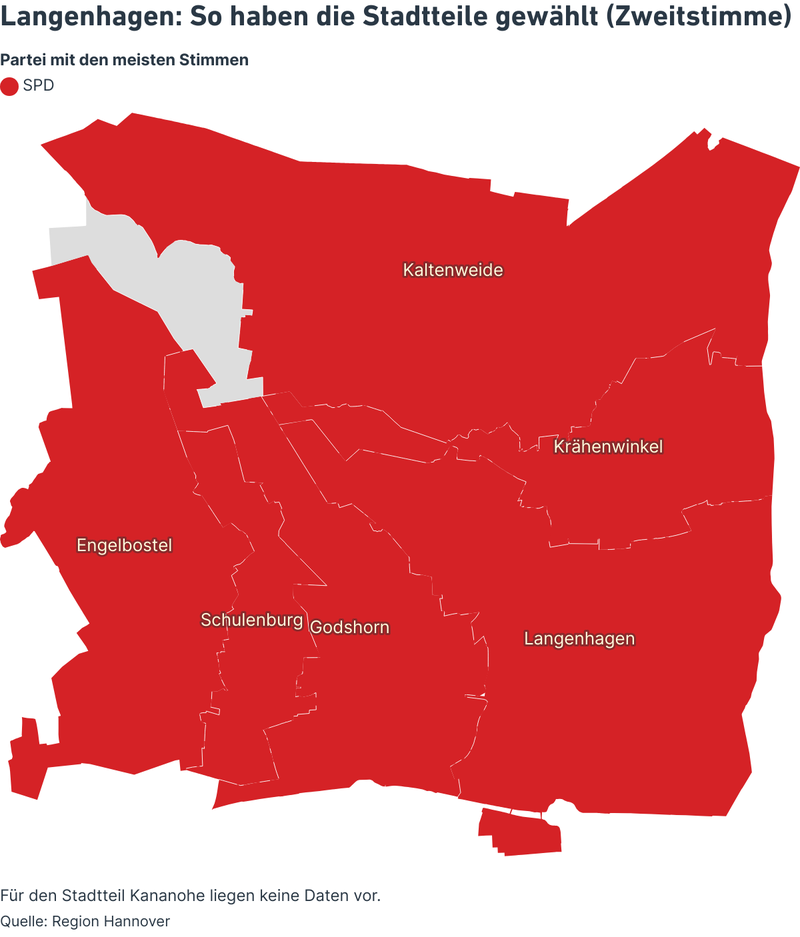 Langenhagen: So haben die Stadtteile gewählt (Zweitstimme)
Partei mit den meisten Stimmen
SPD
Kaltenweide
Krähenwinkel
Engelbostel
Schulenburg
Godshorn
Langenhagen
Für den Stadtteil Kananohe liegen keine Daten vor.
Quelle: Region Hannover